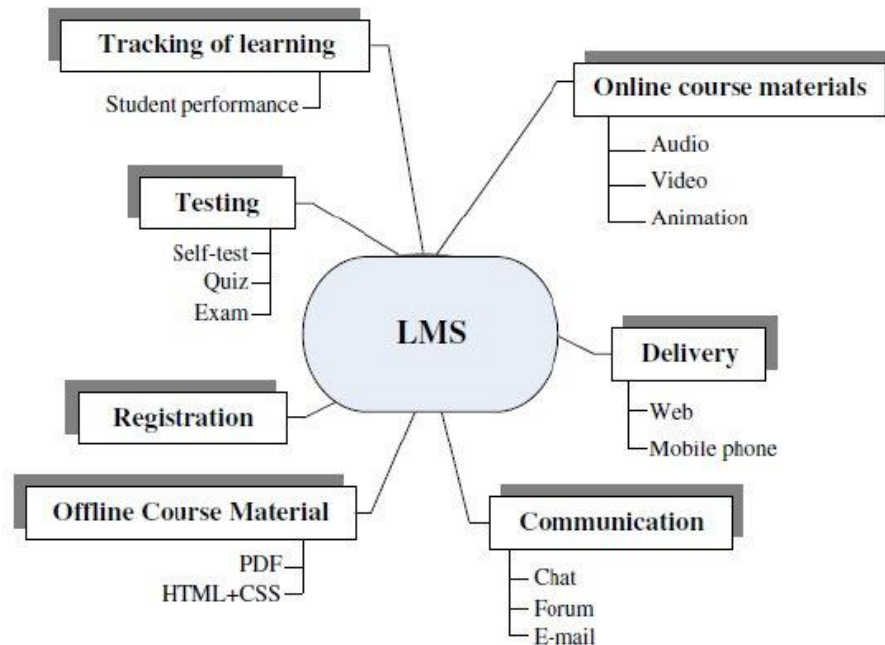 Tracking of learning
Student performance
Online course materials
Audio
Video
Animation
Testing
Self-test
Quiz
Exam
LMS
Delivery
Web
Mobile phone
Registration
Offline Course Material
PDF
HTML+CSS
Communication
Chat
Forum
E-mail